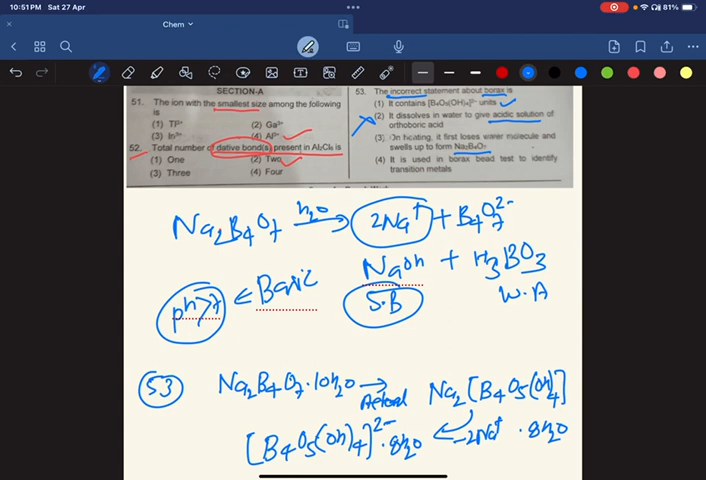 10:51 PM Sat 27 Apr
81%
Chem
SECTION-A
51. The ion with the smallest size among the following is
(1) Tl³⁺ (2) Ga³⁺
(3) In³⁺ (4) Al³⁺
52. Total number of dative bond(s) present in Al₂Cl₆ is
(1) One (2) Two
(3) Three (4) Four
53. The incorrect statement about borax is
(1) It contains [B₄O₅(OH)₄]²⁻ units
(2) It dissolves in water to give acidic solution of
orthoboric acid
(3) On heating, it first loses water molecule and
swells up to form Na₂B₄O₇
(4) It is used in borax bead test to identify
transition metals
Na₂B₄O₇ H₂O → 2Na⁺ + B₄O₇²⁻
NaOH + H₃BO₃
pH>7 ⇐ Basic
S.B W.A
53 Na₂B₄O₇·10H₂O → Actual Na₂[B₄O₅(OH)₄]
·8H₂O
[B₄O₅(OH)₄]²⁻·8H₂O ← -2Na⁺